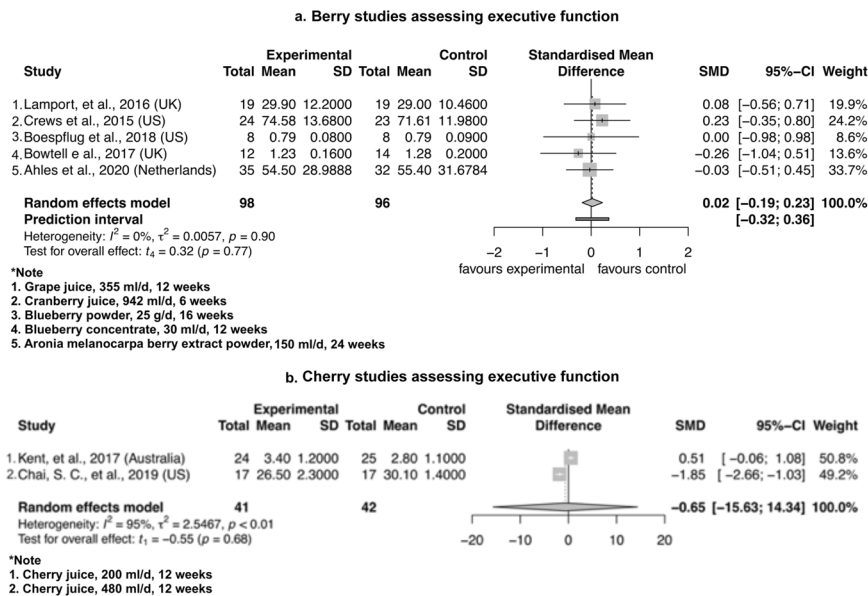 a. Berry studies assessing executive function
Experimental Control Standardised Mean
Study Total Mean SD Total Mean SD Difference SMD 95%−CI Weight
1.Lamport, et al., 2016 (UK) 19 29.90 12.2000 19 29.00 10.4600 0.08 [−0.56; 0.71] 19.9%
2.Crews et al., 2015 (US) 24 74.58 13.6800 23 71.61 11.9800 0.23 [−0.35; 0.80] 24.2%
3.Boespflug et al., 2018 (US) 8 0.79 0.0800 8 0.79 0.0900 0.00 [−0.98; 0.98] 8.6%
4.Bowtell e al., 2017 (UK) 12 1.23 0.1600 14 1.28 0.2000 −0.26 [−1.04; 0.51] 13.6%
5.Ahles et al., 2020 (Netherlands) 35 54.50 28.9888 32 55.40 31.6784 −0.03 [−0.51; 0.45] 33.7%
Random effects model 98 96 0.02 [−0.19; 0.23] 100.0%
Prediction interval [−0.32; 0.36]
Heterogeneity: I² = 0%, τ² = 0.0057, p = 0.90
Test for overall effect: t₄ = 0.32 (p = 0.77)
−2 −1 0 1 2
favours experimental favours control
*Note
1. Grape juice, 355 ml/d, 12 weeks
2. Cranberry juice, 942 ml/d, 6 weeks
3. Blueberry powder, 25 g/d, 16 weeks
4. Blueberry concentrate, 30 ml/d, 12 weeks
5. Aronia melanocarpa berry extract powder, 150 ml/d, 24 weeks
b. Cherry studies assessing executive function
Experimental Control Standardised Mean
Study Total Mean SD Total Mean SD Difference SMD 95%−CI Weight
1.Kent, et al., 2017 (Australia) 24 3.40 1.2000 25 2.80 1.1000 0.51 [−0.06; 1.08] 50.8%
2.Chai, S. C., et al., 2019 (US) 17 26.50 2.3000 17 30.10 1.4000 −1.85 [−2.66; −1.03] 49.2%
Random effects model 41 42 −0.65 [−15.63; 14.34] 100.0%
Heterogeneity: I² = 95%, τ² = 2.5467, p < 0.01
Test for overall effect: t₁ = −0.55 (p = 0.68)
−20 −10 0 10 20
*Note
1. Cherry juice, 200 ml/d, 12 weeks
2. Cherry juice, 480 ml/d, 12 weeks